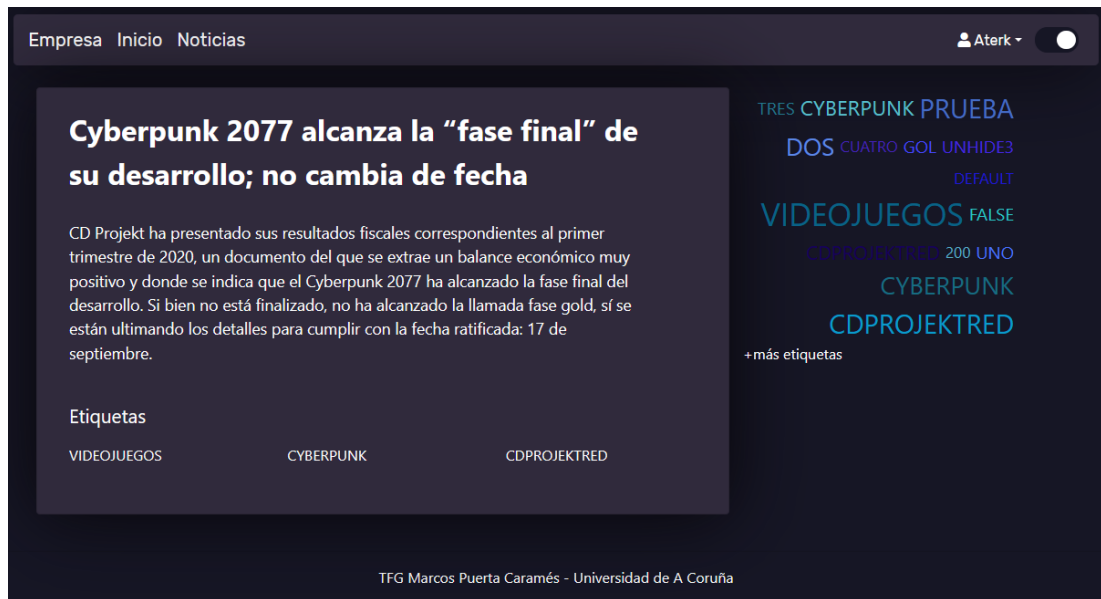 Empresa Inicio Noticias
Aterk
Cyberpunk 2077 alcanza la “fase final” de
su desarrollo; no cambia de fecha
CD Projekt ha presentado sus resultados fiscales correspondientes al primer
trimestre de 2020, un documento del que se extrae un balance económico muy
positivo y donde se indica que el Cyberpunk 2077 ha alcanzado la fase final del
desarrollo. Si bien no está finalizado, no ha alcanzado la llamada fase gold, sí se
están ultimando los detalles para cumplir con la fecha ratificada: 17 de
septiembre.
Etiquetas
VIDEOJUEGOS CYBERPUNK CDPROJEKTRED
TRES CYBERPUNK PRUEBA
DOS CUATRO GOL UNHIDE3
DEFAULT
VIDEOJUEGOS FALSE
CDPROJEKTRED 200 UNO
CYBERPUNK
CDPROJEKTRED
+más etiquetas
TFG Marcos Puerta Caramés - Universidad de A Coruña